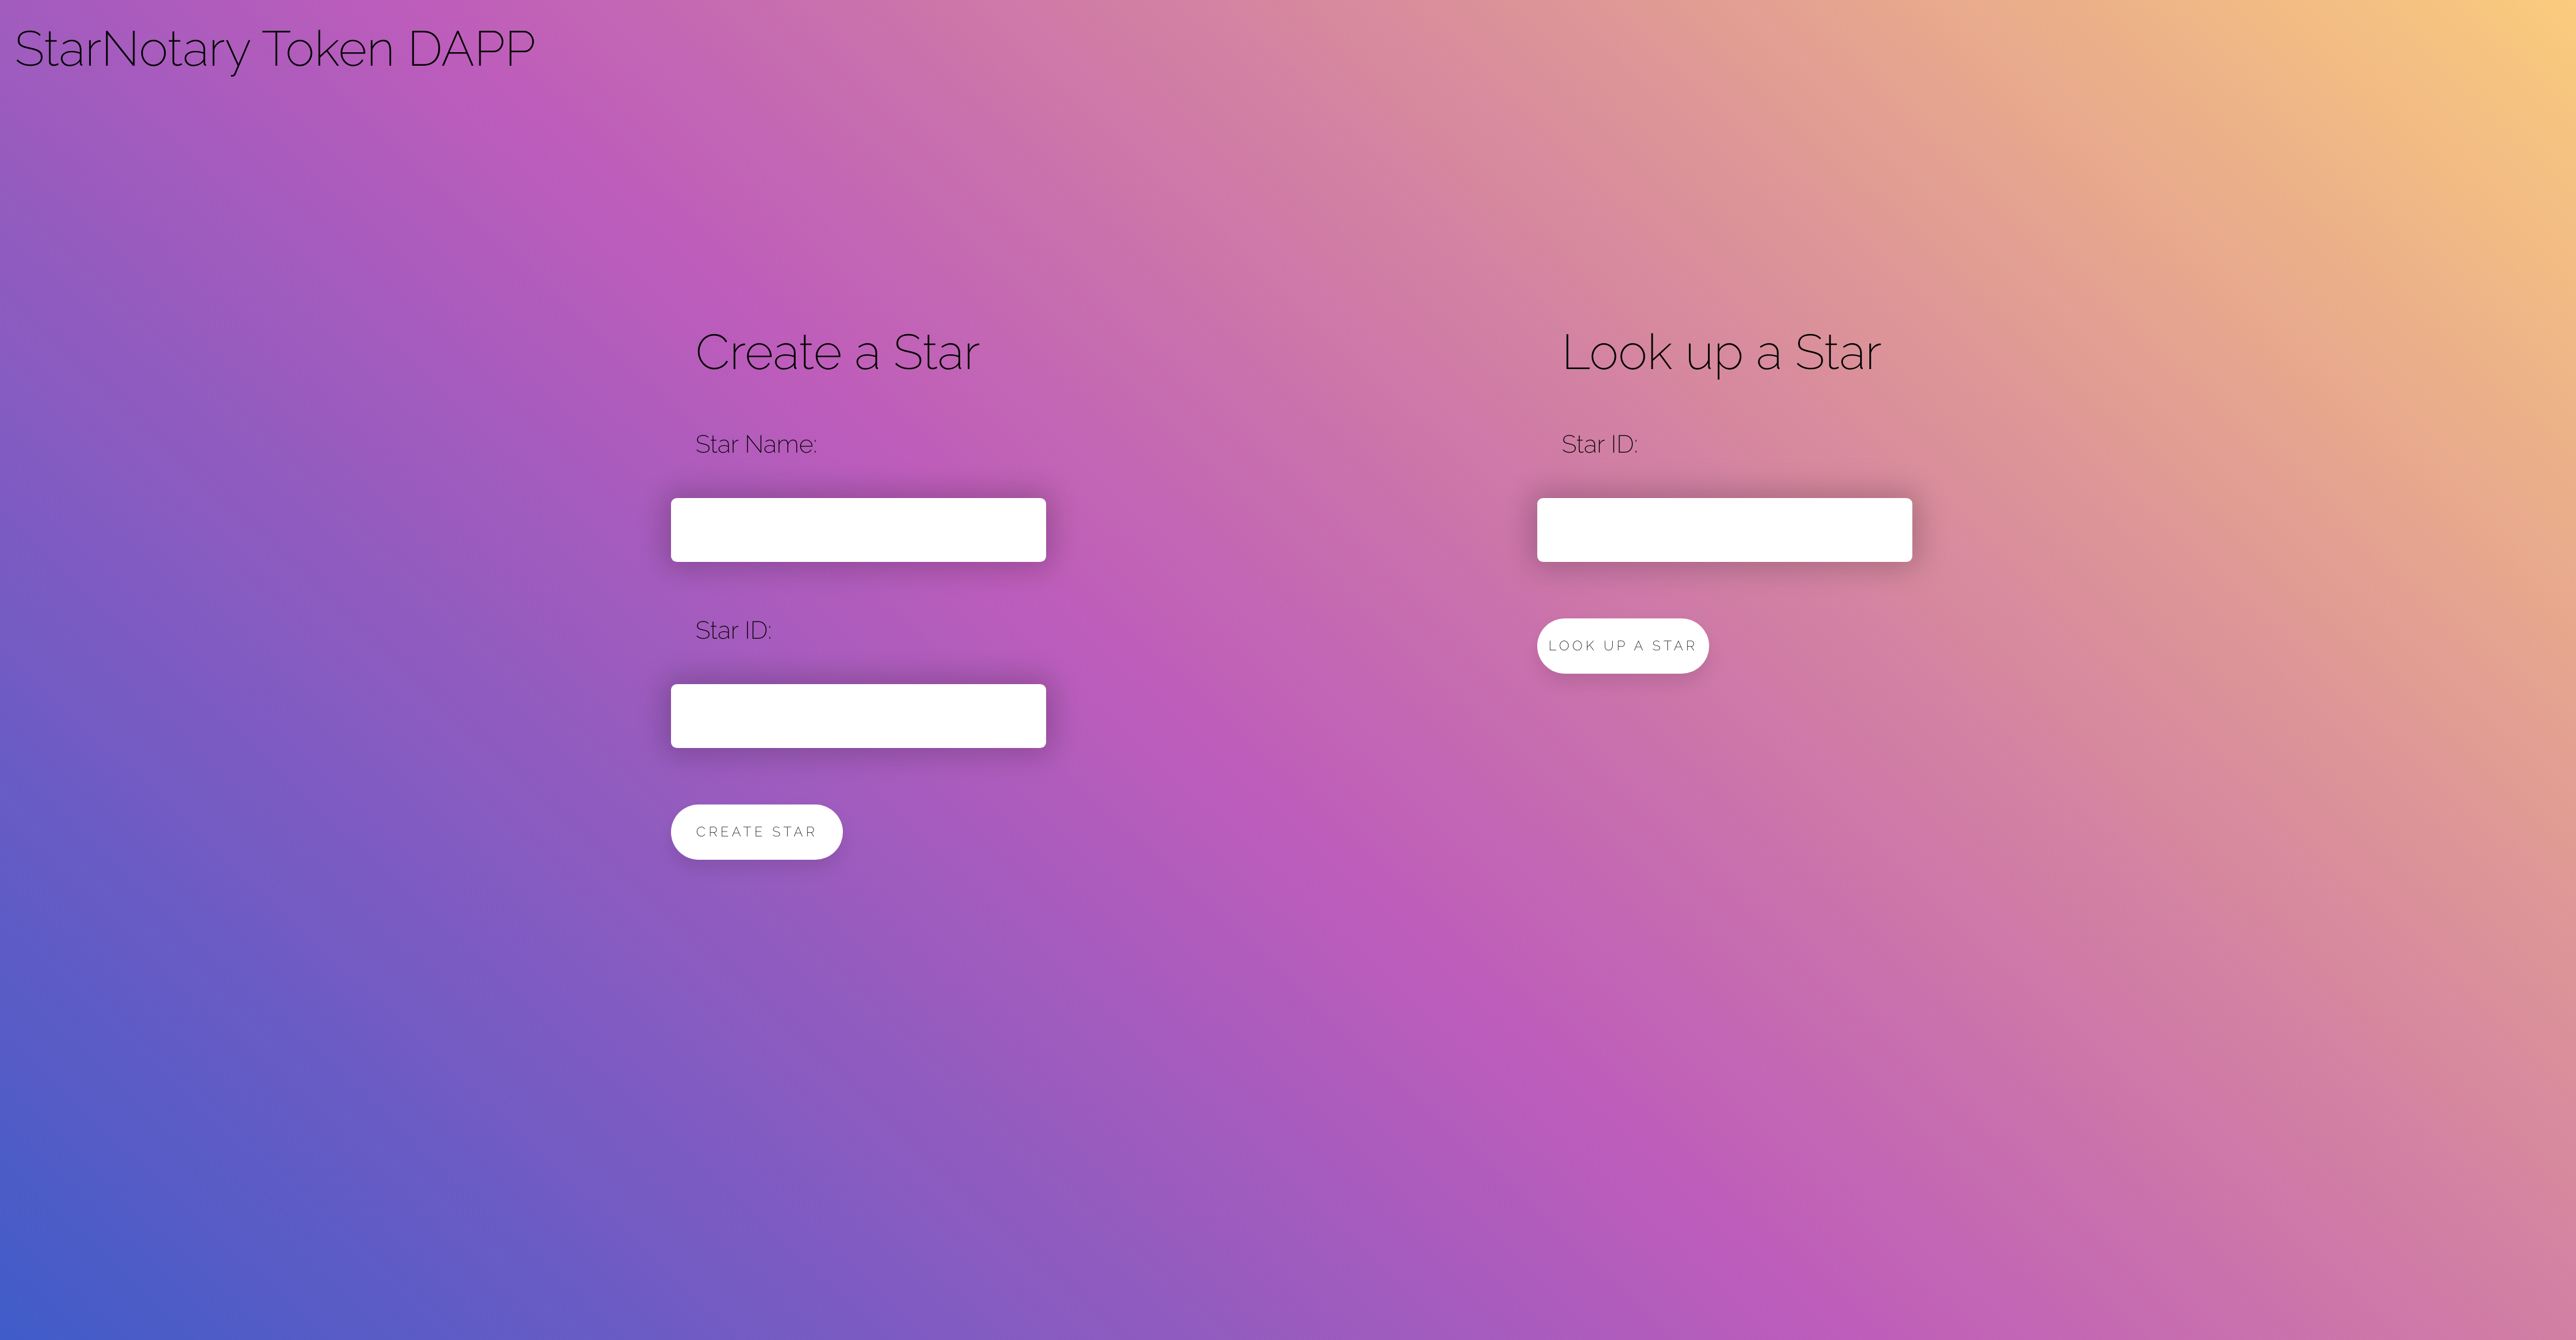 StarNotary Token DAPP
Create a Star
Star Name:
Star ID:
CREATE STAR
Look up a Star
Star ID:
LOOK UP A STAR